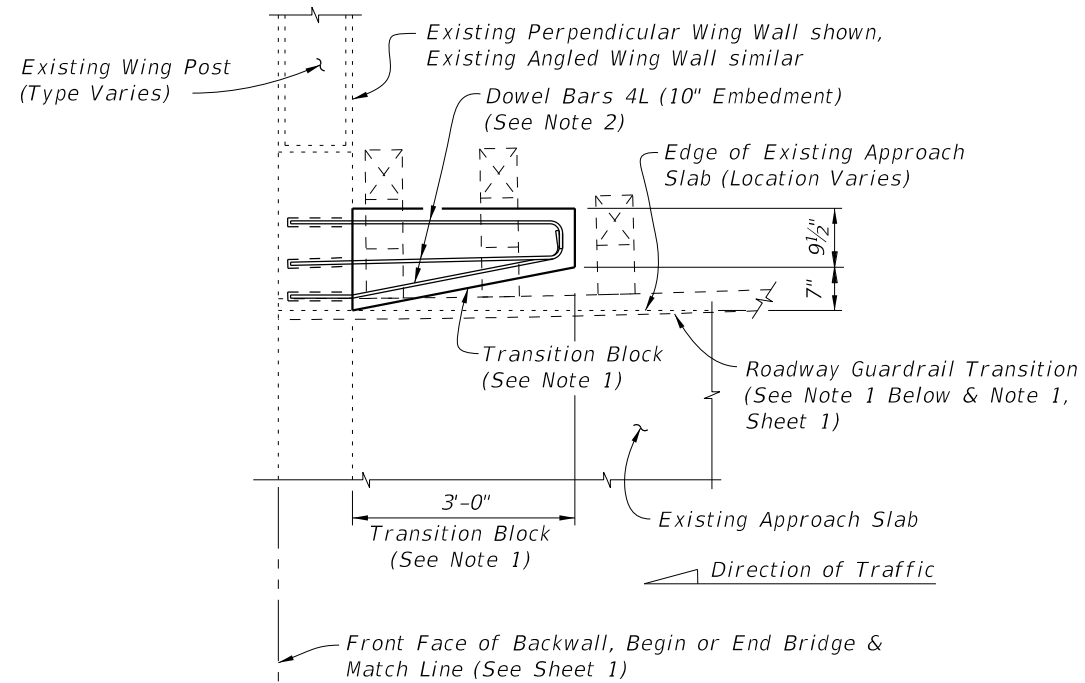 Existing Perpendicular Wing Wall shown,
Existing Angled Wing Wall similar
Existing Wing Post
(Type Varies)
Dowel Bars 4L (10" Embedment)
(See Note 2)
Edge of Existing Approach
Slab (Location Varies)
9½"
7"
Transition Block
(See Note 1)
Roadway Guardrail Transition
(See Note 1 Below & Note 1,
Sheet 1)
3'-0"
Transition Block
(See Note 1)
Existing Approach Slab
Direction of Traffic
Front Face of Backwall, Begin or End Bridge &
Match Line (See Sheet 1)